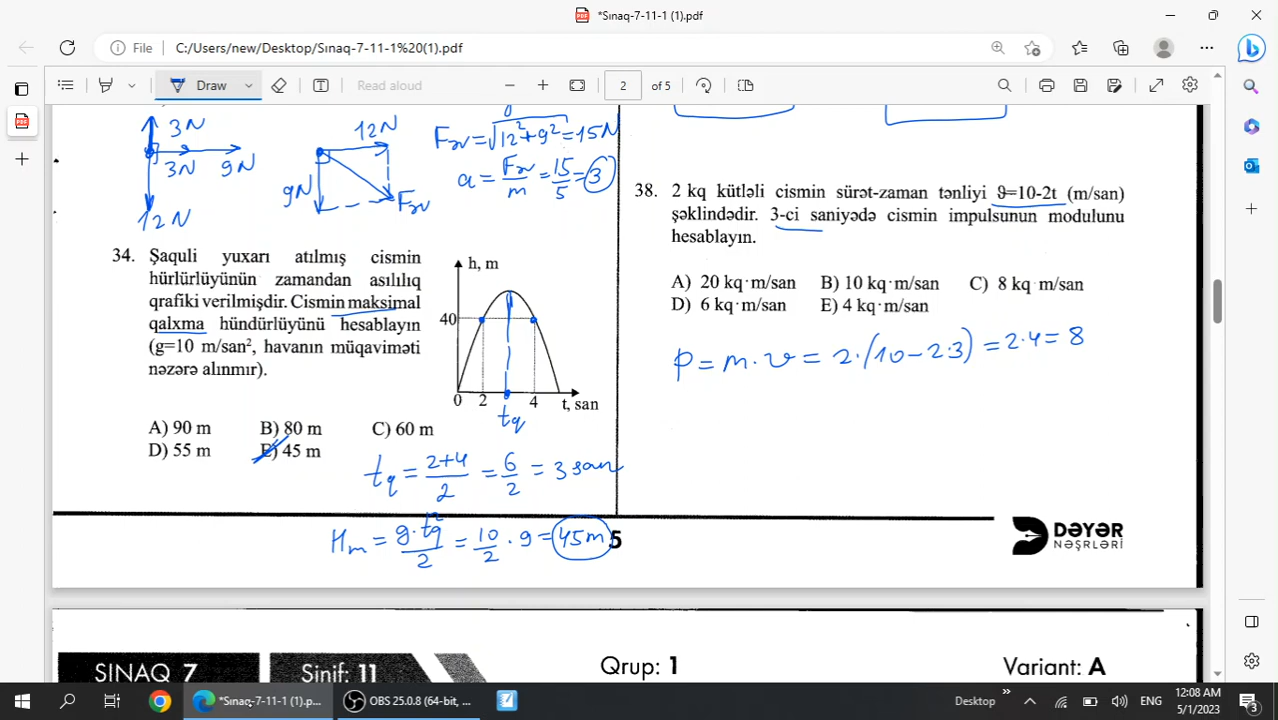 *Sınaq-7-11-1 (1).pdf
File C:/Users/new/Desktop/Sınaq-7-11-1%20(1).pdf
Draw Read aloud 2 of 5
3N
3N 9N
12N
12N
9N
F_rv = √12²+9² = 15N
a = F_rv/m = 15/5 = 3
34. Şaquli yuxarı atılmış cismin
hürlürlüyünün zamandan asılılıq
qrafiki verilmişdir. Cismin maksimal
qalxma hündürlüyünü hesablayın
(g=10 m/san², havanın müqaviməti
nəzərə alınmır).
h, m
40
0 2 4 t, san
t_q
A) 90 m B) 80 m C) 60 m
D) 55 m E) 45 m
t_q = 2+4/2 = 6/2 = 3 san
H_m = g·t_q²/2 = 10/2 · 9 = 45m
5
38. 2 kq kütləli cismin sürət-zaman tənliyi ϑ=10-2t (m/san)
şəklindədir. 3-ci saniyədə cismin impulsunun modulunu
hesablayın.
A) 20 kq·m/san B) 10 kq·m/san C) 8 kq·m/san
D) 6 kq·m/san E) 4 kq·m/san
p = m·v = 2·(10-2·3) = 2·4 = 8
DƏYƏR
NƏŞRLƏRİ
SINAQ 7 Sinif: 11 Qrup: 1 Variant: A
*Sınaq-7-11-1 (1).p... OBS 25.0.8 (64-bit, ... Desktop ENG 12:08 AM
5/1/2023
3